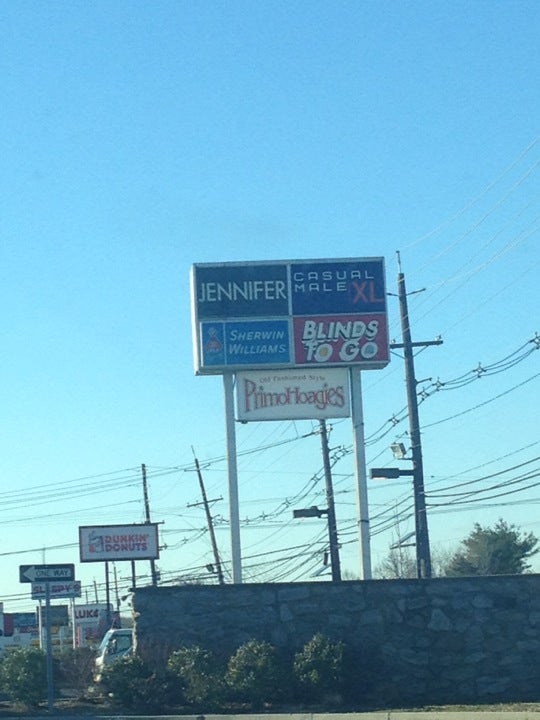 JENNIFER
CASUAL
MALE XL
SHERWIN
WILLIAMS
BLINDS
TO GO
Old Fashioned Style
PrimoHoagies
DUNKIN'
DONUTS
ONE WAY